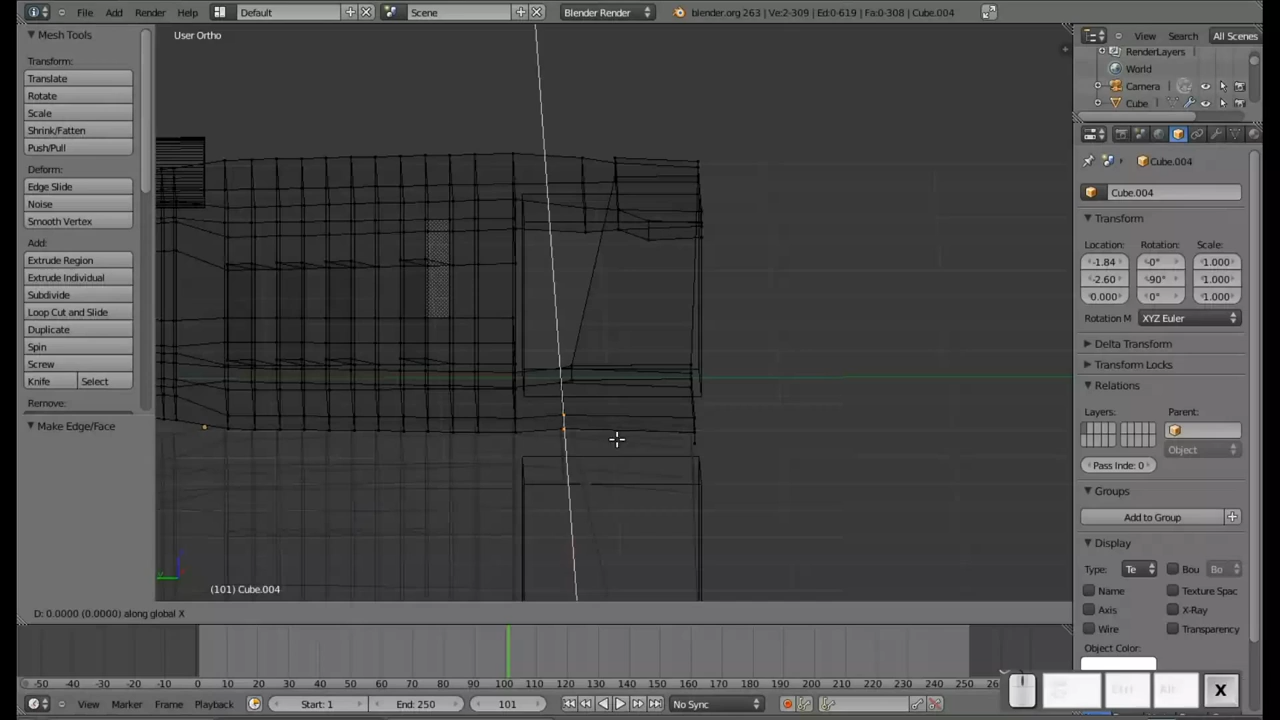 File Add Render Help Default Scene Blender Render blender.org 263 | Ve:2-309 | Ed:0-619 | Fa:0-308 | Cube.004
Mesh Tools
Transform:
Translate
Rotate
Scale
Shrink/Fatten
Push/Pull
Deform:
Edge Slide
Noise
Smooth Vertex
Add:
Extrude Region
Extrude Individual
Subdivide
Loop Cut and Slide
Duplicate
Spin
Screw
Knife Select
Remove:
Make Edge/Face
User Ortho
(101) Cube.004
D: 0.0000 (0.0000) along global X
View Search All Scenes
RenderLayers
World
Camera
Cube
Cube.004
Cube.004
Transform
Location: Rotation: Scale:
-1.84 -0° 1.000
-2.60 -90° 1.000
0.000 0° 1.000
Rotation M XYZ Euler
Delta Transform
Transform Locks
Relations
Layers: Parent:
Object
Pass Inde: 0
Groups
Add to Group
Display
Type: Te Bou Bo
Name Texture Spac
Axis X-Ray
Wire Transparency
Object Color:
-50 -40 -30 -20 -10 0 10 20 30 40 50 60 70 80 90 100 110 120 130 140 150 160 170 180 190 200 210 220 230 240 250 26
View Marker Frame Playback Start: 1 End: 250 101 No Sync
Ctrl Alt X